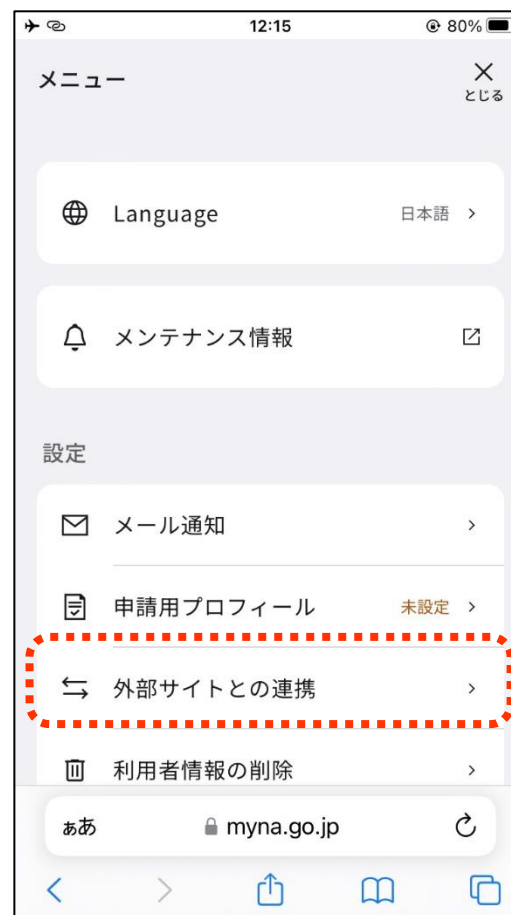 12:15
80%
メニュー
とじる
Language
日本語
メンテナンス情報
設定
メール通知
申請用プロフィール
未設定
外部サイトとの連携
利用者情報の削除
ぁあ
myna.go.jp